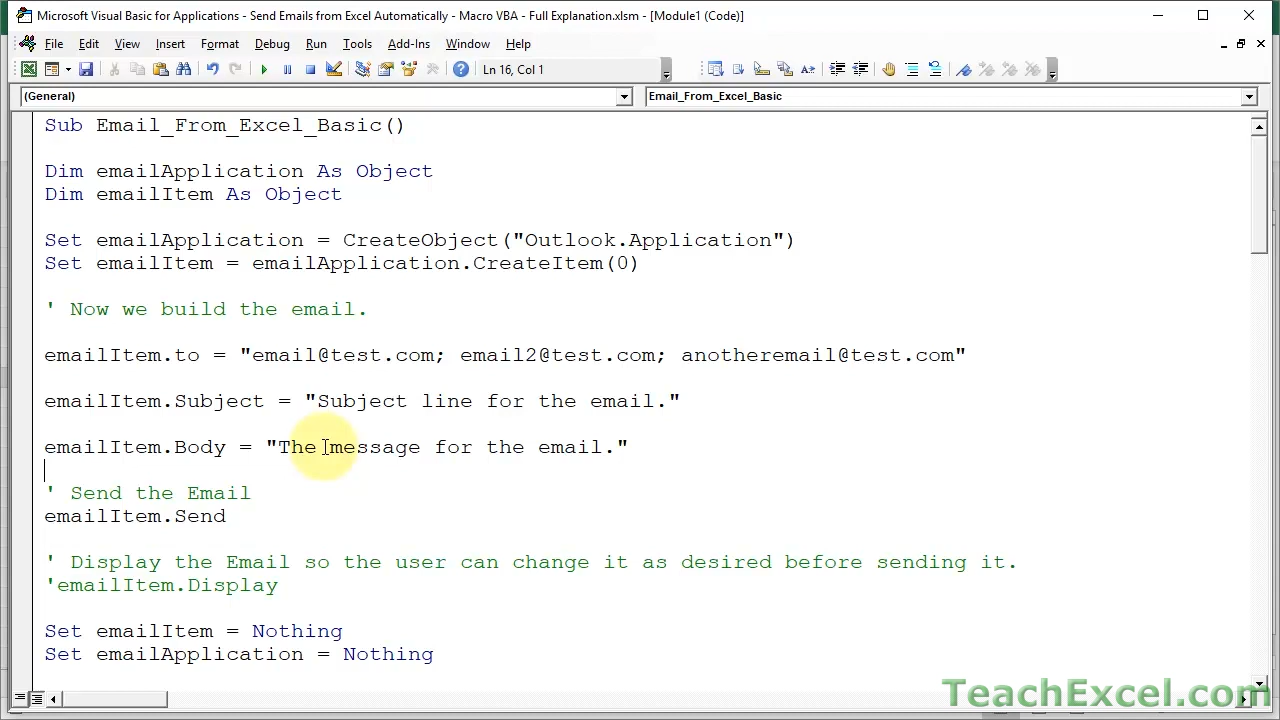 Microsoft Visual Basic for Applications - Send Emails from Excel Automatically - Macro VBA - Full Explanation.xlsm - [Module1 (Code)]
File Edit View Insert Format Debug Run Tools Add-Ins Window Help
Ln 16, Col 1
(General) Email_From_Excel_Basic
Sub Email_From_Excel_Basic()
Dim emailApplication As Object
Dim emailItem As Object
Set emailApplication = CreateObject("Outlook.Application")
Set emailItem = emailApplication.CreateItem(0)
' Now we build the email.
emailItem.to = "email@test.com; email2@test.com; anotheremail@test.com"
emailItem.Subject = "Subject line for the email."
emailItem.Body = "The message for the email."
' Send the Email
emailItem.Send
' Display the Email so the user can change it as desired before sending it.
'emailItem.Display
Set emailItem = Nothing
Set emailApplication = Nothing
TeachExcel.com